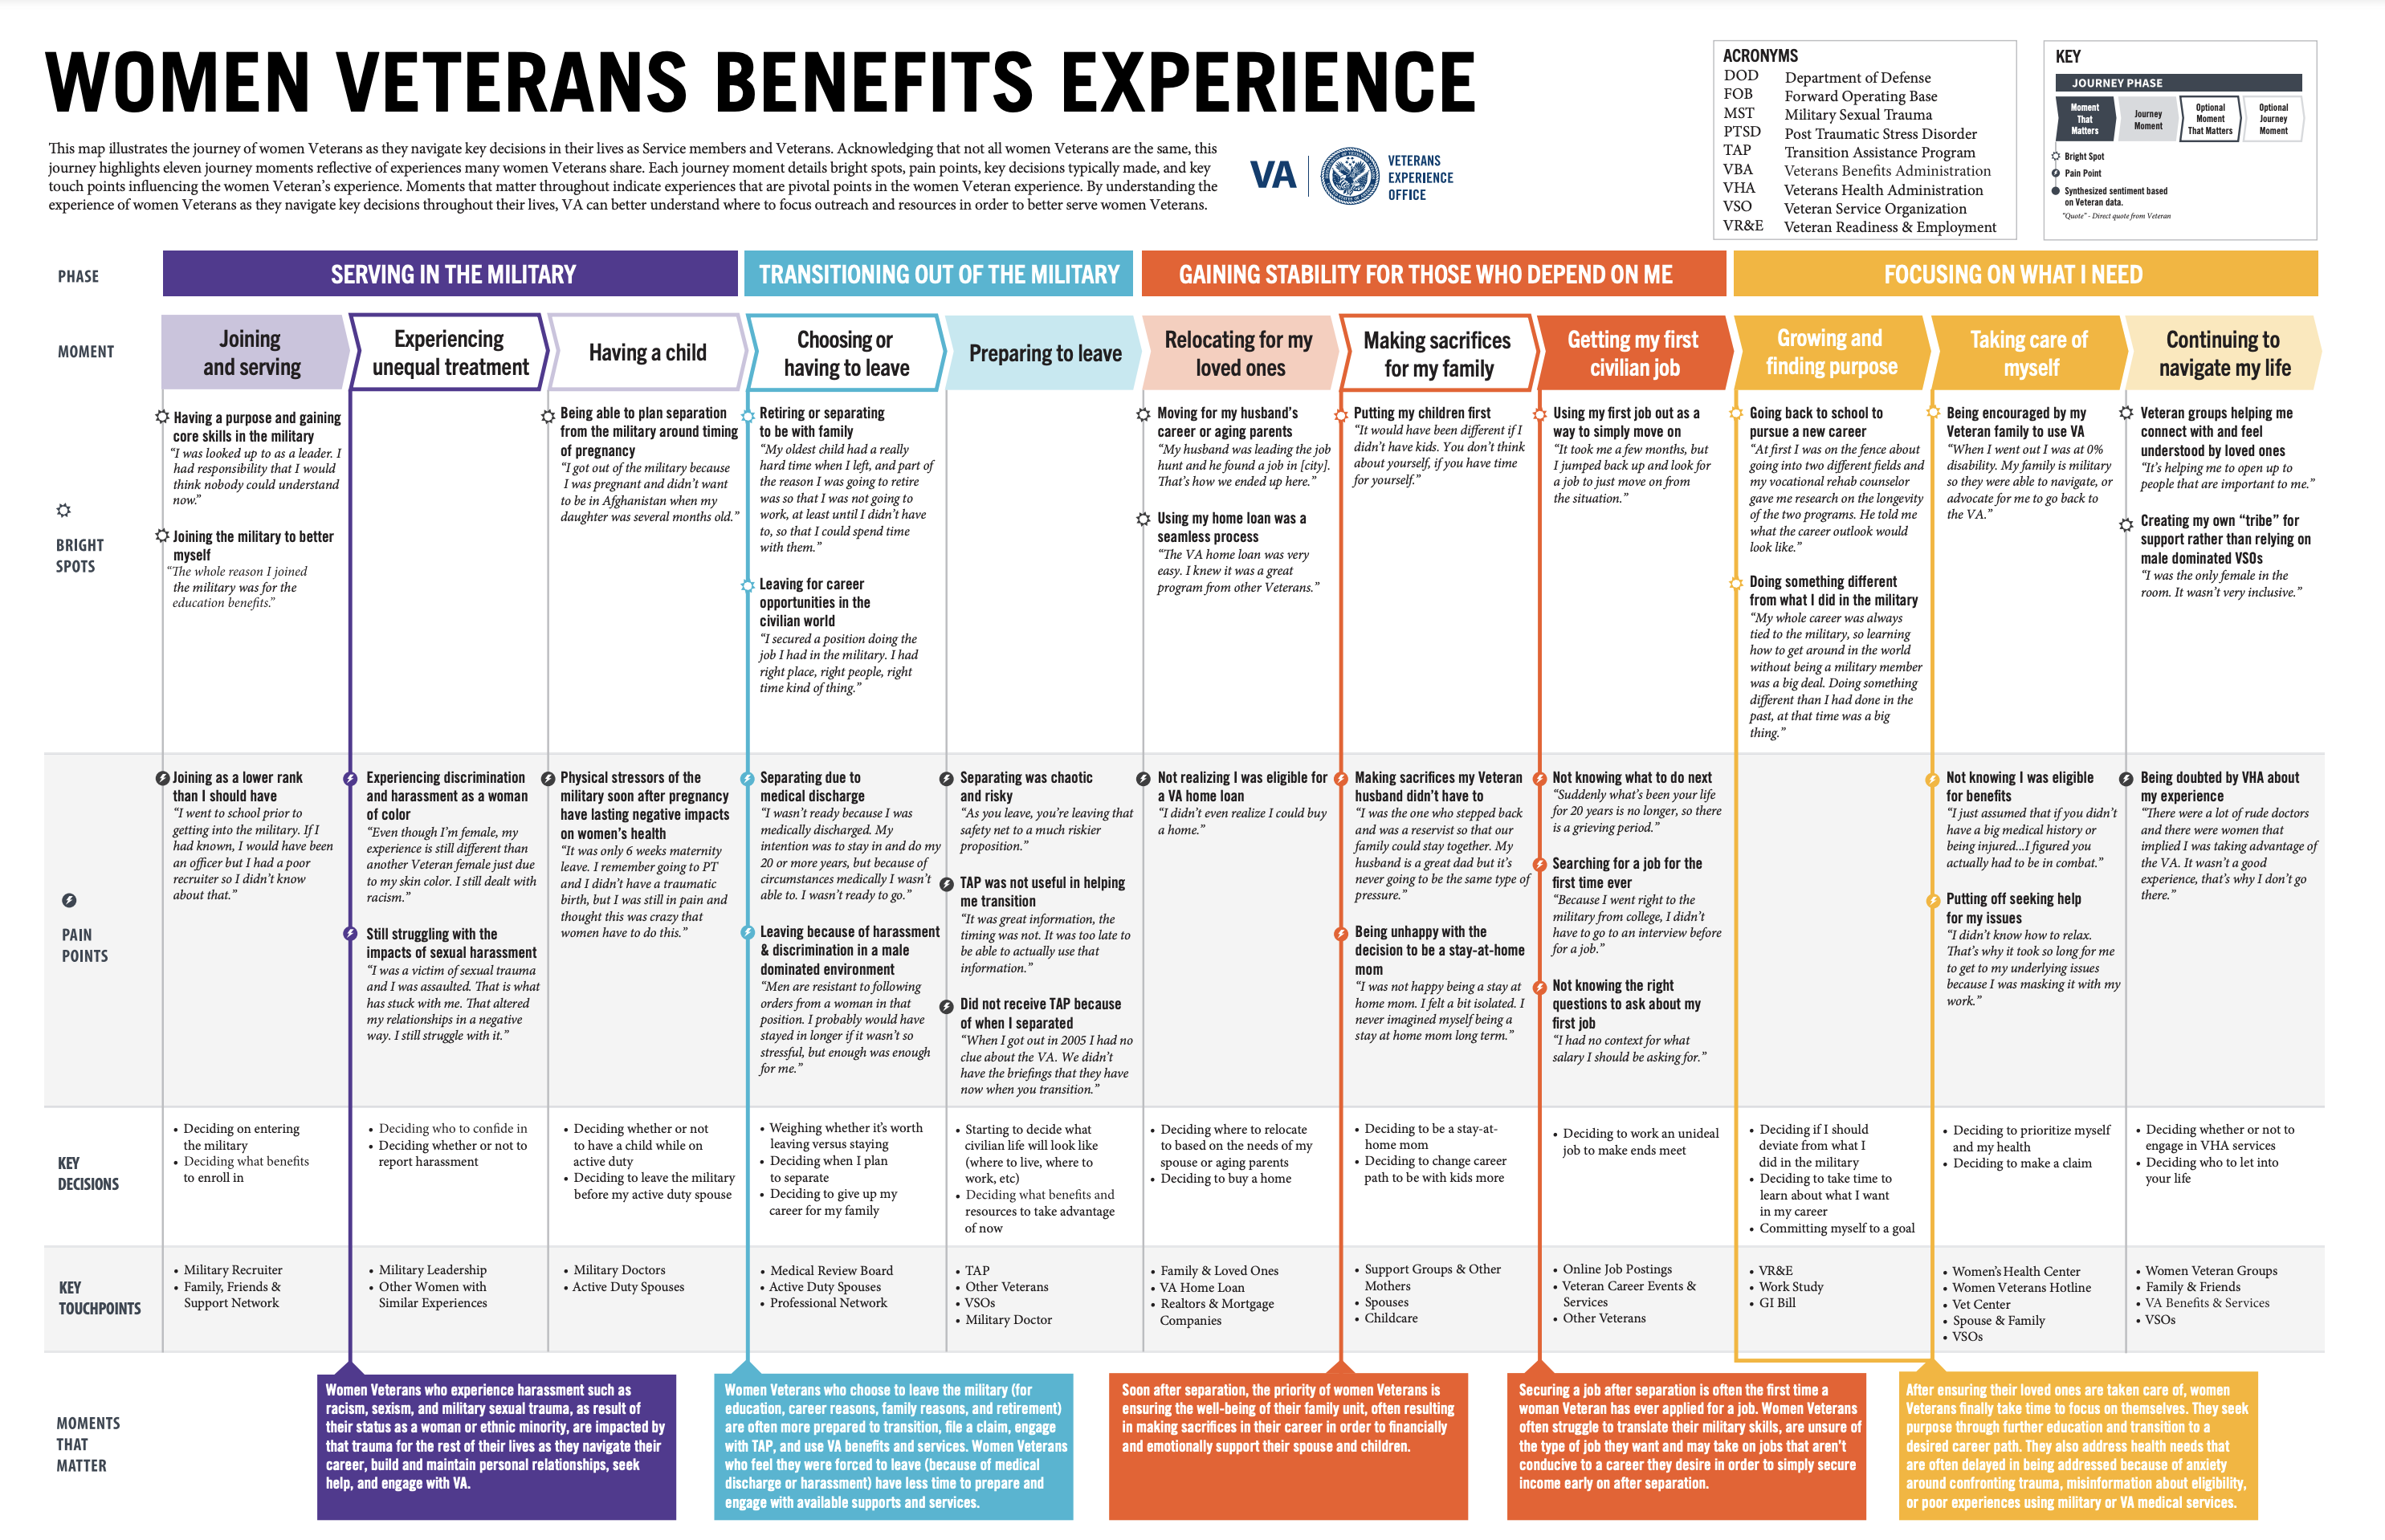 WOMEN VETERANS BENEFITS EXPERIENCE
This map illustrates the journey of women Veterans as they navigate key decisions in their lives as Service members and Veterans. Acknowledging that not all women Veterans are the same, this
journey highlights eleven journey moments reflective of experiences many women Veterans share. Each journey moment details bright spots, pain points, key decisions typically made, and key
touch points influencing the women Veteran's experience. Moments that matter throughout indicate experiences that are pivotal points in the women Veteran experience. By understanding the
experience of women Veterans as they navigate key decisions throughout their lives, VA can better understand where to focus outreach and resources in order to better serve women Veterans.
VA
VETERANS
EXPERIENCE
OFFICE
ACRONYMS
DOD Department of Defense
FOB Forward Operating Base
MST Military Sexual Trauma
PTSD Post Traumatic Stress Disorder
TAP Transition Assistance Program
VBA Veterans Benefits Administration
VHA Veterans Health Administration
VSO Veteran Service Organization
VR&E Veteran Readiness & Employment
KEY
JOURNEY PHASE
Moment
That
Matters
Journey
Moment
Optional
Moment
That Matters
Optional
Journey
Moment
Bright Spot
Pain Point
Synthesized sentiment based
on Veteran data.
"Quote" - Direct quote from Veteran
PHASE
SERVING IN THE MILITARY
TRANSITIONING OUT OF THE MILITARY
GAINING STABILITY FOR THOSE WHO DEPEND ON ME
FOCUSING ON WHAT I NEED
MOMENT
Joining
and serving
Experiencing
unequal treatment
Having a child
Choosing or
having to leave
Preparing to leave
Relocating for my
loved ones
Making sacrifices
for my family
Getting my first
civilian job
Growing and
finding purpose
Taking care of
myself
Continuing to
navigate my life
BRIGHT
SPOTS
Having a purpose and gaining
core skills in the military
"I was looked up to as a leader. I
had responsibility that I would
think nobody could understand
now."
Joining the military to better
myself
"The whole reason I joined
the military was for the
education benefits."
Being able to plan separation
from the military around timing
of pregnancy
"I got out of the military because
I was pregnant and didn't want
to be in Afghanistan when my
daughter was several months old."
Retiring or separating
to be with family
"My oldest child had a really
hard time when I left, and part of
the reason I was going to retire
was so that I was not going to
work, at least until I didn't have
to, so that I could spend time
with them."
Leaving for career
opportunities in the
civilian world
"I secured a position doing the
job I had in the military. I had
right place, right people, right
time kind of thing."
Moving for my husband's
career or aging parents
"My husband was leading the job
hunt and he found a job in [city].
That's how we ended up here."
Using my home loan was a
seamless process
"The VA home loan was very
easy. I knew it was a great
program from other Veterans."
Putting my children first
"It would have been different if I
didn't have kids. You don't think
about yourself, if you have time
for yourself."
Using my first job out as a
way to simply move on
"It took me a few months, but
I jumped back up and look for
a job to just move on from
the situation."
Going back to school to
pursue a new career
"At first I was on the fence about
going into two different fields and
my vocational rehab counselor
gave me research on the longevity
of the two programs. He told me
what the career outlook would
look like."
Doing something different
from what I did in the military
"My whole career was always
tied to the military, so learning
how to get around in the world
without being a military member
was a big deal. Doing something
different than I had done in the
past, at that time was a big
thing."
Being encouraged by my
Veteran family to use VA
"When I went out I was at 0%
disability. My family is military
so they were able to navigate, or
advocate for me to go back to
the VA."
Veteran groups helping me
connect with and feel
understood by loved ones
"It's helping me to open up to
people that are important to me."
Creating my own "tribe" for
support rather than relying on
male dominated VSOs
"I was the only female in the
room. It wasn't very inclusive."
PAIN
POINTS
Joining as a lower rank
than I should have
"I went to school prior to
getting into the military. If I
had known, I would have been
an officer but I had a poor
recruiter so I didn't know
about that."
Experiencing discrimination
and harassment as a woman
of color
"Even though I'm female, my
experience is still different than
another Veteran female just due
to my skin color. I still dealt with
racism."
Still struggling with the
impacts of sexual harassment
"I was a victim of sexual trauma
and I was assaulted. That is what
has stuck with me. That altered
my relationships in a negative
way. I still struggle with it."
Physical stressors of the
military soon after pregnancy
have lasting negative impacts
on women's health
"It was only 6 weeks maternity
leave. I remember going to PT
and I didn't have a traumatic
birth, but I was still in pain and
thought this was crazy that
women have to do this."
Separating due to
medical discharge
"I wasn't ready because I was
medically discharged. My
intention was to stay in and do my
20 or more years, but because of
circumstances medically I wasn't
able to. I wasn't ready to go."
Leaving because of harassment
& discrimination in a male
dominated environment
"Men are resistant to following
orders from a woman in that
position. I probably would have
stayed in longer if it wasn't so
stressful, but enough was enough
for me."
Separating was chaotic
and risky
"As you leave, you're leaving that
safety net to a much riskier
proposition."
TAP was not useful in helping
me transition
"It was great information, the
timing was not. It was too late to
be able to actually use that
information."
Did not receive TAP because
of when I separated
"When I got out in 2005 I had no
clue about the VA. We didn't
have the briefings that they have
now when you transition."
Not realizing I was eligible for
a VA home loan
"I didn't even realize I could buy
a home."
Making sacrifices my Veteran
husband didn't have to
"I was the one who stepped back
and was a reservist so that our
family could stay together. My
husband is a great dad but it's
never going to be the same type of
pressure."
Being unhappy with the
decision to be a stay-at-home
mom
"I was not happy being a stay at
home mom. I felt a bit isolated. I
never imagined myself being a
stay at home mom long term."
Not knowing what to do next
"Suddenly what's been your life
for 20 years is no longer, so there
is a grieving period."
Searching for a job for the
first time ever
"Because I went right to the
military from college, I didn't
have to go to an interview before
for a job."
Not knowing the right
questions to ask about my
first job
"I had no context for what
salary I should be asking for."
Not knowing I was eligible
for benefits
"I just assumed that if you didn't
have a big medical history or
being injured...I figured you
actually had to be in combat."
Putting off seeking help
for my issues
"I didn't know how to relax.
That's why it took so long for me
to get to my underlying issues
because I was masking it with my
work."
Being doubted by VHA about
my experience
"There were a lot of rude doctors
and there were women that
implied I was taking advantage of
the VA. It wasn't a good
experience, that's why I don't go
there."
KEY
DECISIONS
• Deciding on entering
the military
• Deciding what benefits
to enroll in
• Deciding who to confide in
• Deciding whether or not to
report harassment
• Deciding whether or not
to have a child while on
active duty
• Deciding to leave the military
before my active duty spouse
• Weighing whether it's worth
leaving versus staying
• Deciding when I plan
to separate
• Deciding to give up my
career for my family
• Starting to decide what
civilian life will look like
(where to live, where to
work, etc)
• Deciding what benefits and
resources to take advantage
of now
• Deciding where to relocate
to based on the needs of my
spouse or aging parents
• Deciding to buy a home
• Deciding to be a stay-at-
home mom
• Deciding to change career
path to be with kids more
• Deciding to work an unideal
job to make ends meet
• Deciding if I should
deviate from what I
did in the military
• Deciding to take time to
learn about what I want
in my career
• Committing myself to a goal
• Deciding to prioritize myself
and my health
• Deciding to make a claim
• Deciding whether or not to
engage in VHA services
• Deciding who to let into
your life
KEY
TOUCHPOINTS
• Military Recruiter
• Family, Friends &
Support Network
• Military Leadership
• Other Women with
Similar Experiences
• Military Doctors
• Active Duty Spouses
• Medical Review Board
• Active Duty Spouses
• Professional Network
• TAP
• Other Veterans
• VSOs
• Military Doctor
• Family & Loved Ones
• VA Home Loan
• Realtors & Mortgage
Companies
• Support Groups & Other
Mothers
• Spouses
• Childcare
• Online Job Postings
• Veteran Career Events &
Services
• Other Veterans
• VR&E
• Work Study
• GI Bill
• Women's Health Center
• Women Veterans Hotline
• Vet Center
• Spouse & Family
• VSOs
• Women Veteran Groups
• Family & Friends
• VA Benefits & Services
• VSOs
MOMENTS
THAT
MATTER
Women Veterans who experience harassment such as
racism, sexism, and military sexual trauma, as result of
their status as a woman or ethnic minority, are impacted by
that trauma for the rest of their lives as they navigate their
career, build and maintain personal relationships, seek
help, and engage with VA.
Women Veterans who choose to leave the military (for
education, career reasons, family reasons, and retirement)
are often more prepared to transition, file a claim, engage
with TAP, and use VA benefits and services. Women Veterans
who feel they were forced to leave (because of medical
discharge or harassment) have less time to prepare and
engage with available supports and services.
Soon after separation, the priority of women Veterans is
ensuring the well-being of their family unit, often resulting
in making sacrifices in their career in order to financially
and emotionally support their spouse and children.
Securing a job after separation is often the first time a
woman Veteran has ever applied for a job. Women Veterans
often struggle to translate their military skills, are unsure of
the type of job they want and may take on jobs that aren't
conducive to a career they desire in order to simply secure
income early on after separation.
After ensuring their loved ones are taken care of, women
Veterans finally take time to focus on themselves. They seek
purpose through further education and transition to a
desired career path. They also address health needs that
are often delayed in being addressed because of anxiety
around confronting trauma, misinformation about eligibility,
or poor experiences using military or VA medical services.